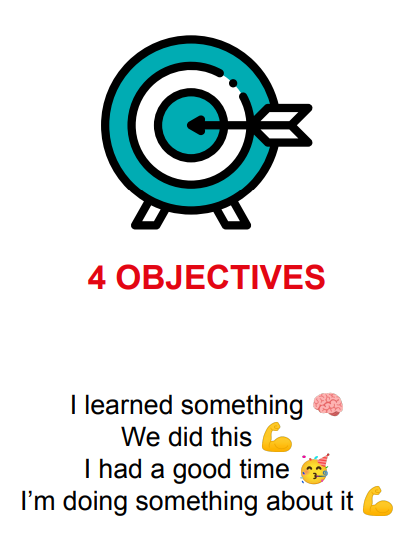 4 OBJECTIVES
I learned something 🧠
We did this 💪
I had a good time 🥳
I'm doing something about it 💪